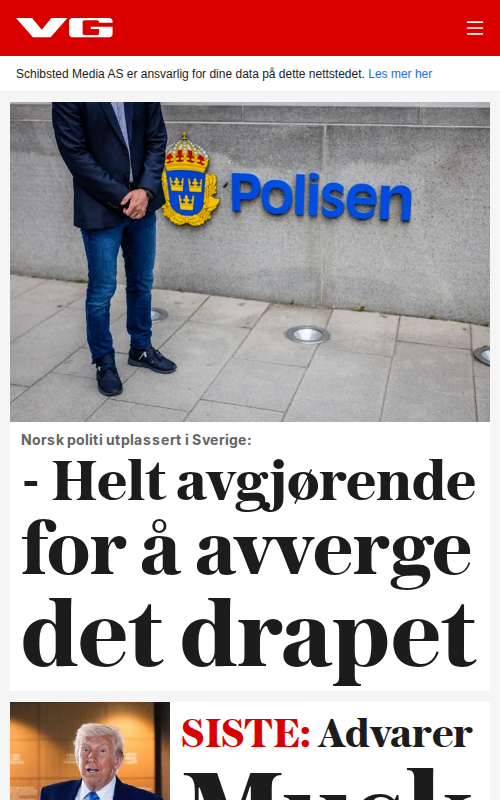 VG
Schibsted Media AS er ansvarlig for dine data på dette nettstedet. Les mer her
Polisen
Norsk politi utplassert i Sverige:
- Helt avgjørende
for å avverge
det drapet
SISTE: Advarer